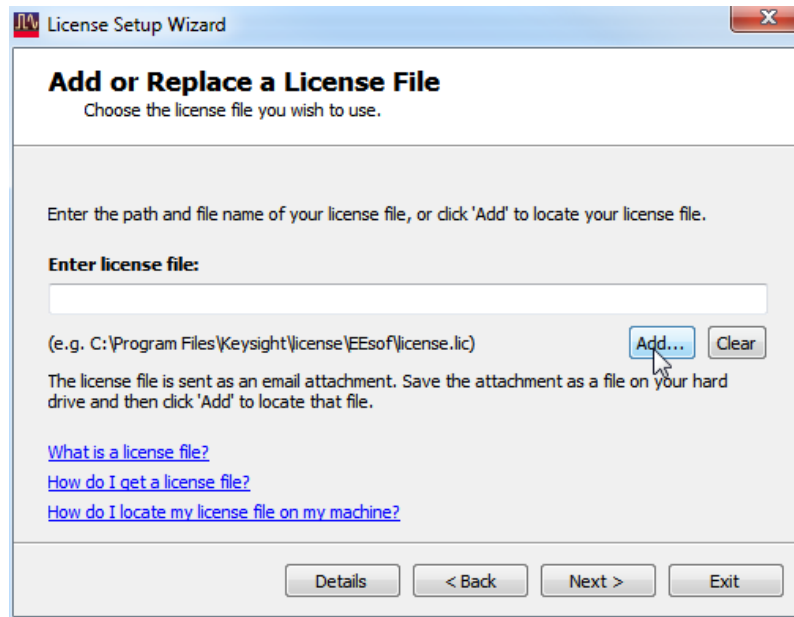 License Setup Wizard
Add or Replace a License File
Choose the license file you wish to use.
Enter the path and file name of your license file, or click 'Add' to locate your license file.
Enter license file:
(e.g. C:\Program Files\Keysight\license\EEsof\license.lic)
Add... Clear
The license file is sent as an email attachment. Save the attachment as a file on your hard
drive and then click 'Add' to locate that file.
What is a license file?
How do I get a license file?
How do I locate my license file on my machine?
Details < Back Next > Exit